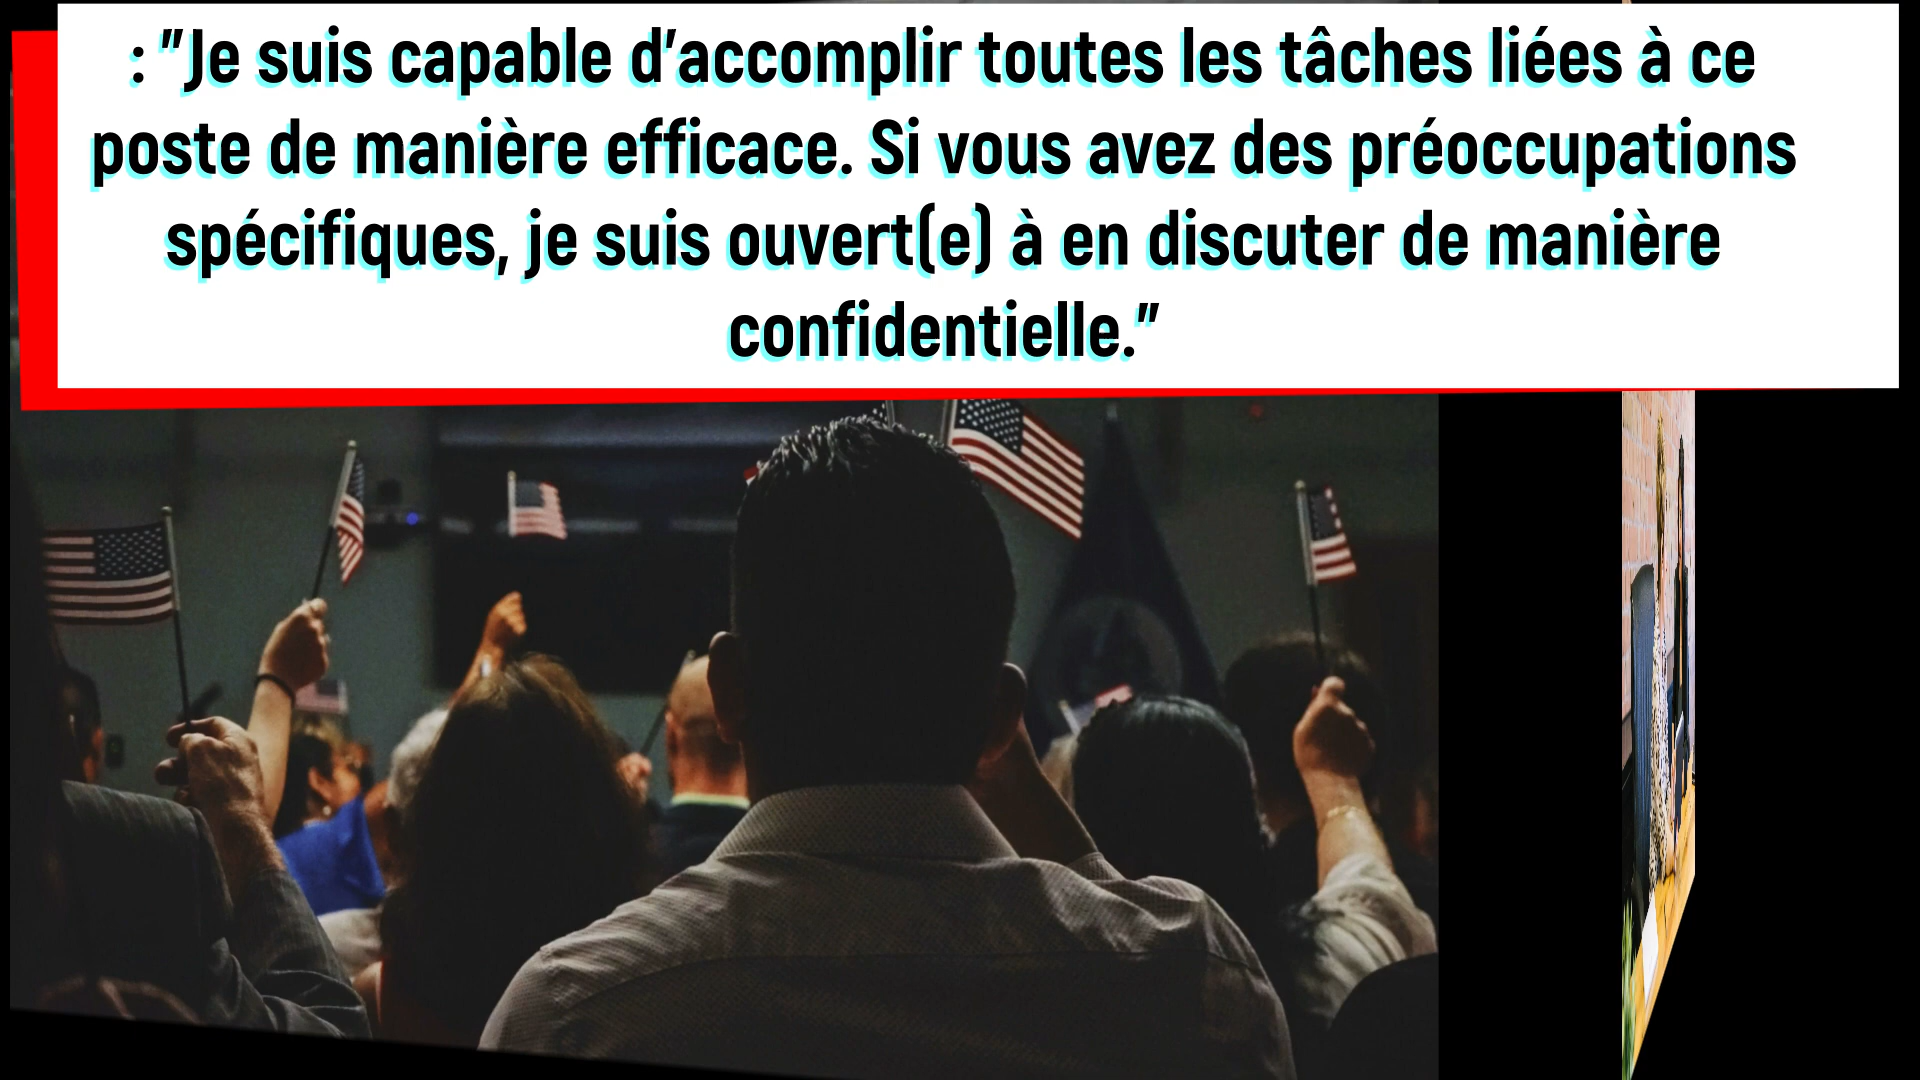 : "Je suis capable d'accomplir toutes les tâches liées à ce
poste de manière efficace. Si vous avez des préoccupations
spécifiques, je suis ouvert(e) à en discuter de manière
confidentielle."